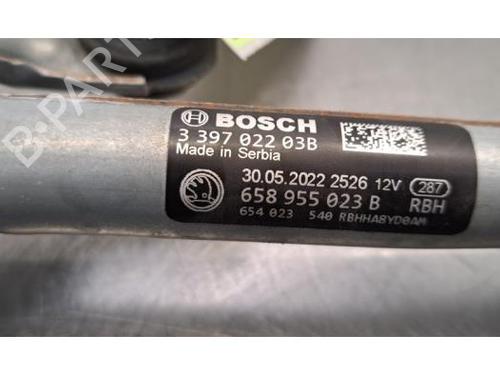 BOSCH
3 397 022 03B
Made in Serbia
30.05.2022 2526 12V 287
658 955 023 B RBH
654 023 540 RBHHA8YD0AM
B-PARTS